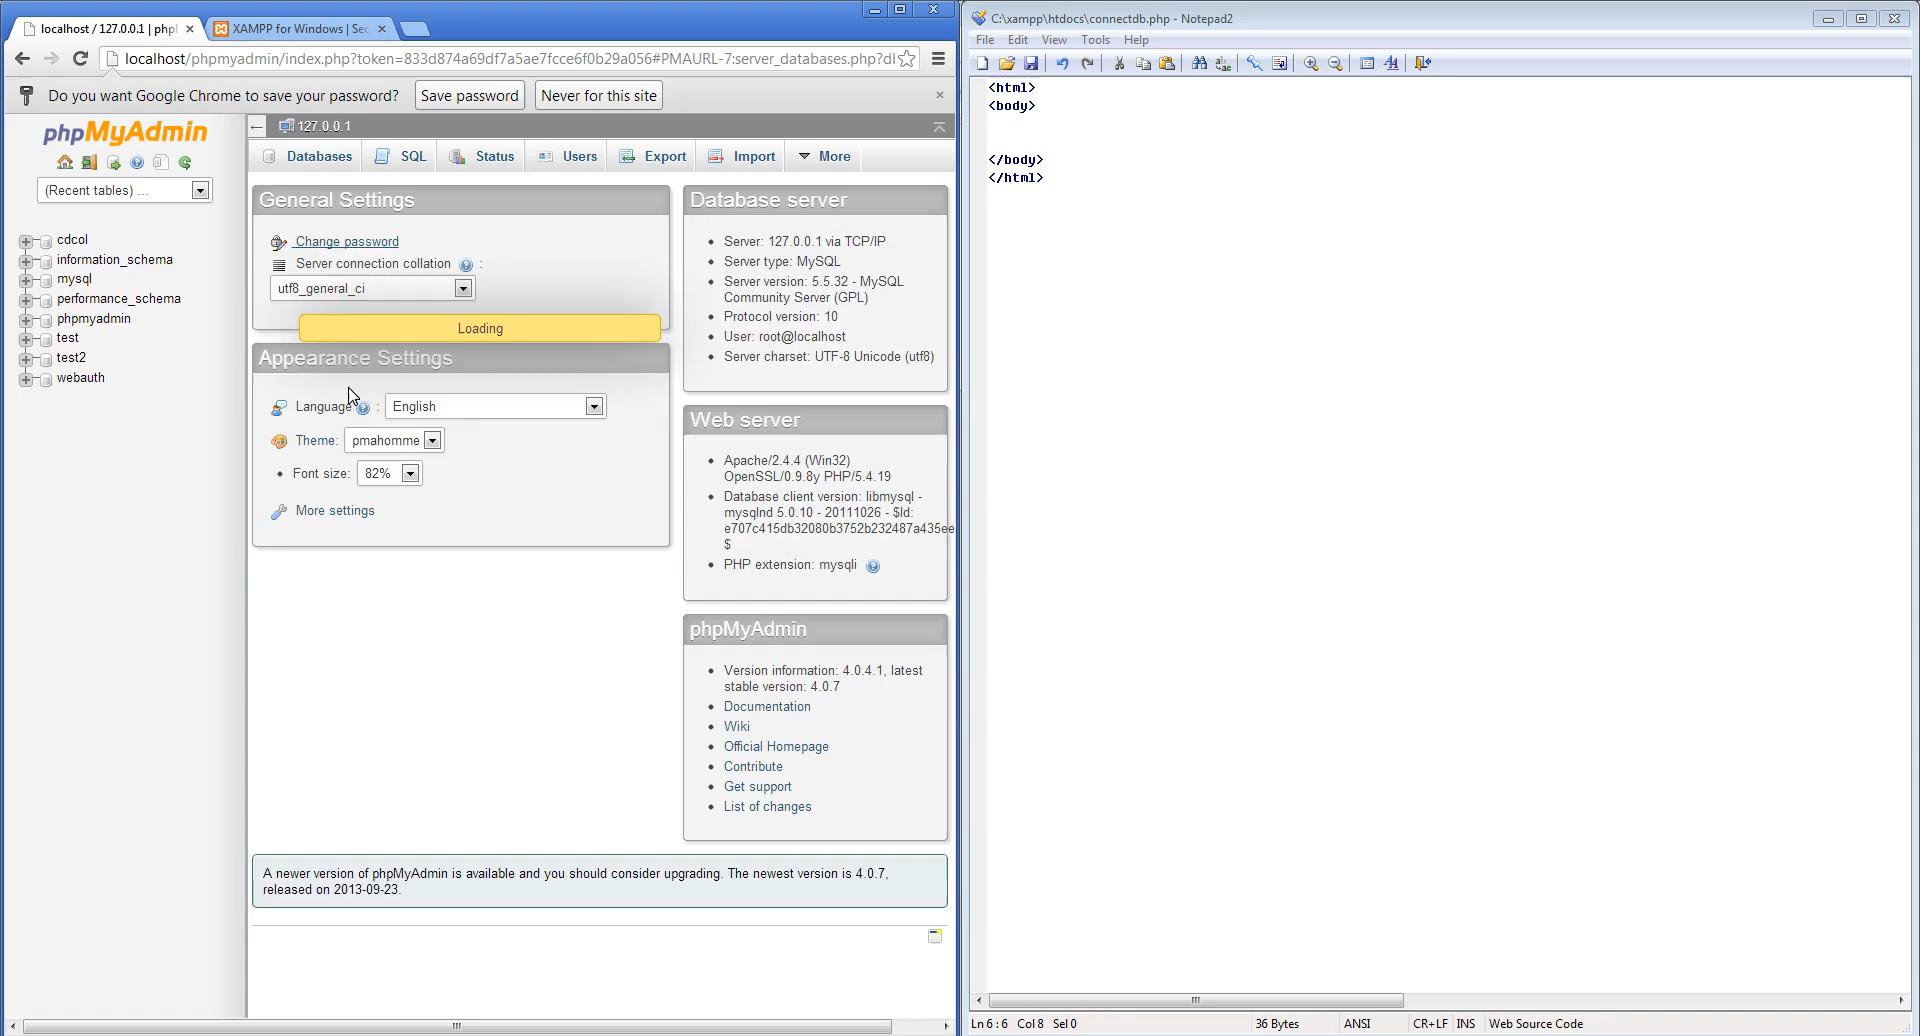 localhost / 127.0.0.1 | phpl
XAMPP for Windows | Sec
localhost/phpmyadmin/index.php?token=833d874a69df7a5ae7fcce6f0b29a056#PMAURL-7:server_databases.php?dl
Do you want Google Chrome to save your password?
Save password
Never for this site
phpMyAdmin
(Recent tables) ...
cdcol
information_schema
mysql
performance_schema
phpmyadmin
test
test2
webauth
127.0.0.1
Databases
SQL
Status
Users
Export
Import
More
General Settings
Change password
Server connection collation :
utf8_general_ci
Loading
Appearance Settings
Language :
English
Theme:
pmahomme
Font size:
82%
More settings
Database server
Server: 127.0.0.1 via TCP/IP
Server type: MySQL
Server version: 5.5.32 - MySQL
Community Server (GPL)
Protocol version: 10
User: root@localhost
Server charset: UTF-8 Unicode (utf8)
Web server
Apache/2.4.4 (Win32)
OpenSSL/0.9.8y PHP/5.4.19
Database client version: libmysql -
mysqlnd 5.0.10 - 20111026 - $Id:
e707c415db32080b3752b232487a435ee
$
PHP extension: mysqli
phpMyAdmin
Version information: 4.0.4.1, latest
stable version: 4.0.7
Documentation
Wiki
Official Homepage
Contribute
Get support
List of changes
A newer version of phpMyAdmin is available and you should consider upgrading. The newest version is 4.0.7,
released on 2013-09-23.
C:\xampp\htdocs\connectdb.php - Notepad2
File Edit View Tools Help
<html>
<body>
</body>
</html>
Ln 6 : 6 Col 8 Sel 0
36 Bytes
ANSI
CR+LF
INS
Web Source Code